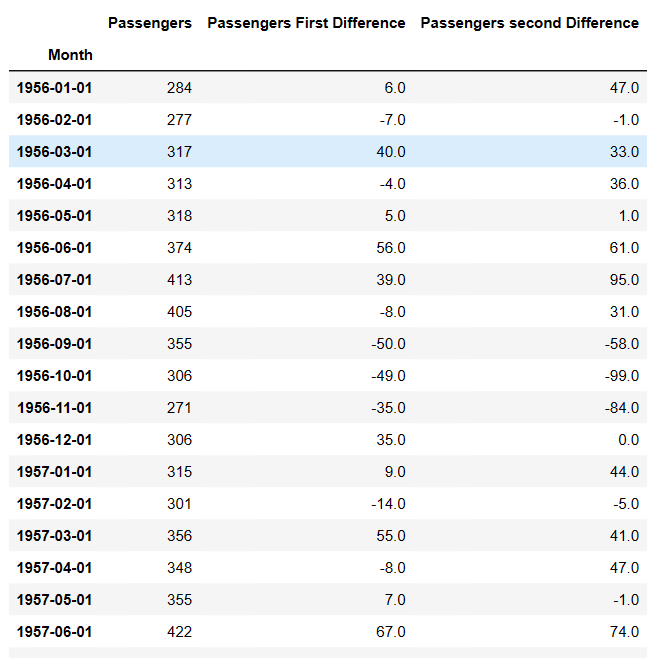 Passengers Passengers First Difference Passengers second Difference
Month
1956-01-01 284 6.0 47.0
1956-02-01 277 -7.0 -1.0
1956-03-01 317 40.0 33.0
1956-04-01 313 -4.0 36.0
1956-05-01 318 5.0 1.0
1956-06-01 374 56.0 61.0
1956-07-01 413 39.0 95.0
1956-08-01 405 -8.0 31.0
1956-09-01 355 -50.0 -58.0
1956-10-01 306 -49.0 -99.0
1956-11-01 271 -35.0 -84.0
1956-12-01 306 35.0 0.0
1957-01-01 315 9.0 44.0
1957-02-01 301 -14.0 -5.0
1957-03-01 356 55.0 41.0
1957-04-01 348 -8.0 47.0
1957-05-01 355 7.0 -1.0
1957-06-01 422 67.0 74.0